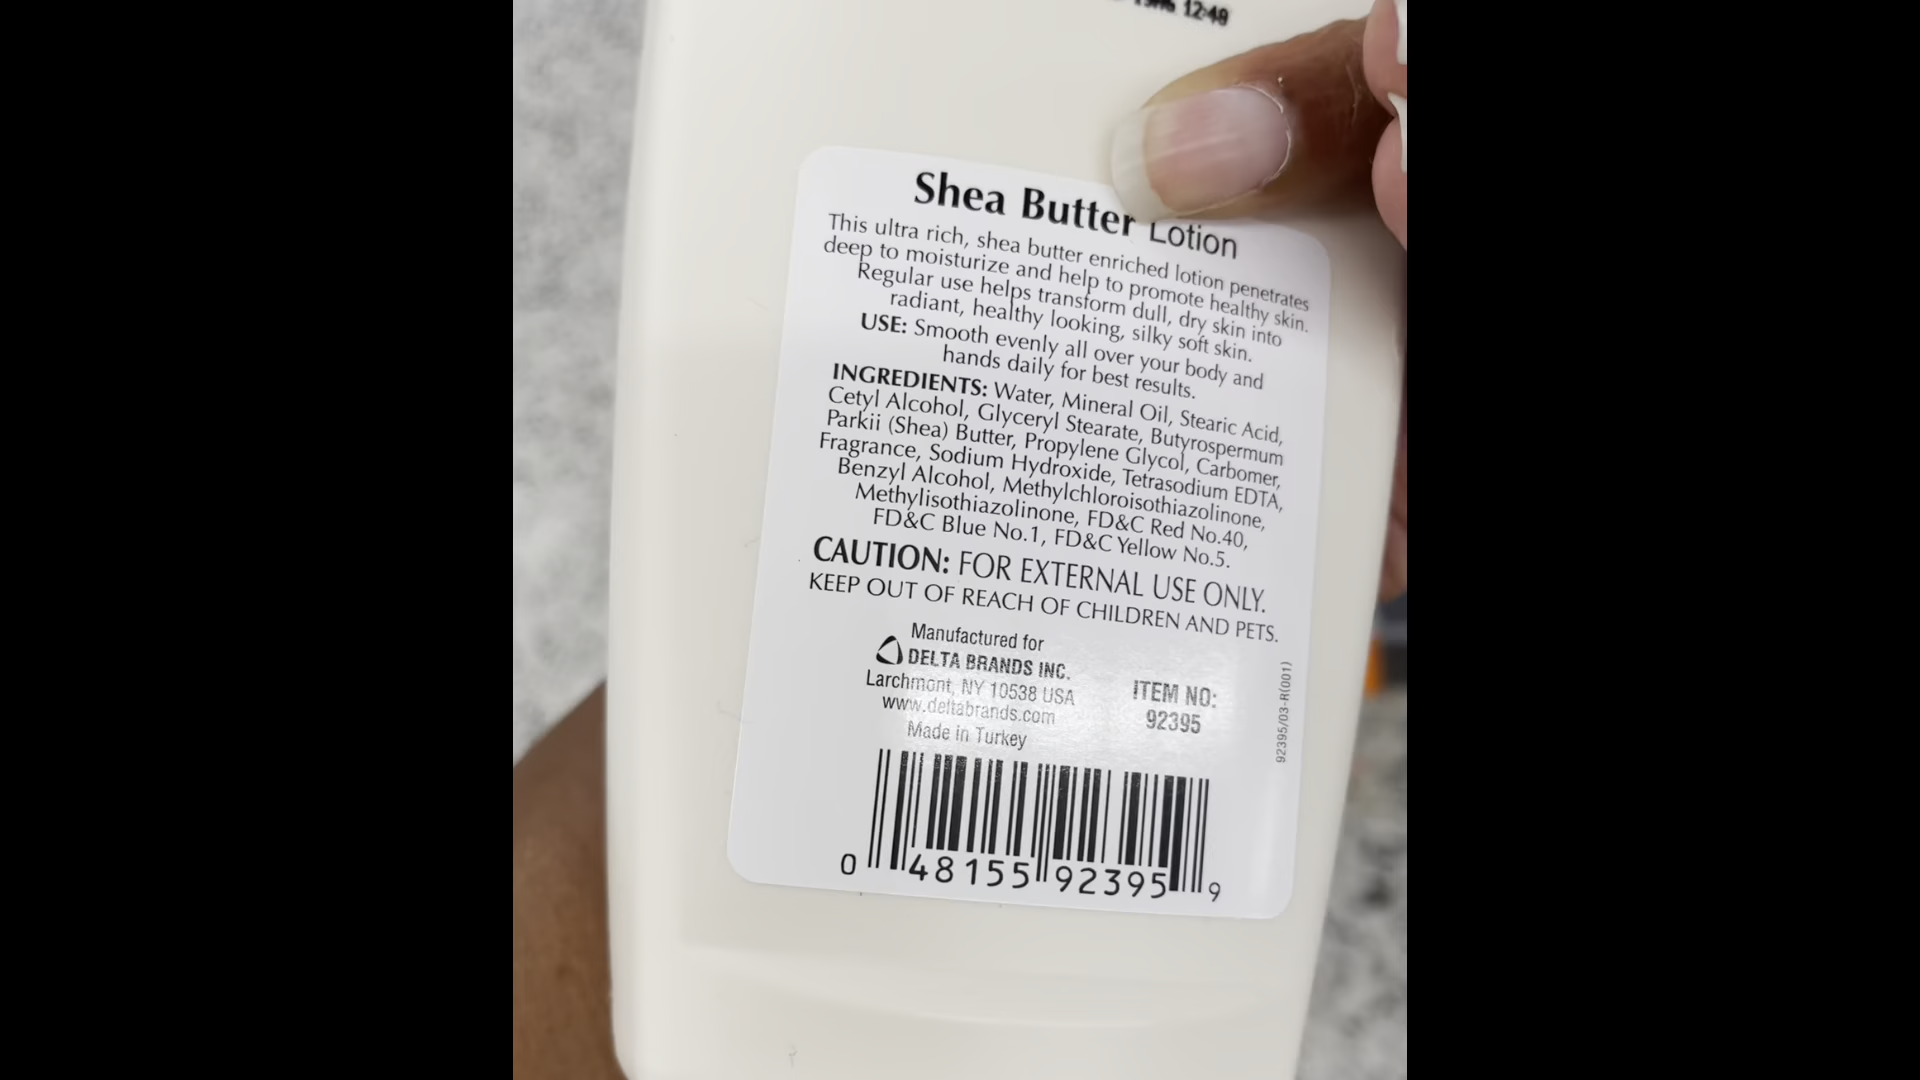 12:48
Shea Butter Lotion
This ultra rich, shea butter enriched lotion penetrates
deep to moisturize and help to promote healthy skin.
Regular use helps transform dull, dry skin into
radiant, healthy looking, silky soft skin.
USE: Smooth evenly all over your body and
hands daily for best results.
INGREDIENTS: Water, Mineral Oil, Stearic Acid,
Cetyl Alcohol, Glyceryl Stearate, Butyrospermum
Parkii (Shea) Butter, Propylene Glycol, Carbomer,
Fragrance, Sodium Hydroxide, Tetrasodium EDTA,
Benzyl Alcohol, Methylchloroisothiazolinone,
Methylisothiazolinone, FD&C Red No.40,
FD&C Blue No.1, FD&C Yellow No.5.
CAUTION: FOR EXTERNAL USE ONLY.
KEEP OUT OF REACH OF CHILDREN AND PETS.
Manufactured for
DELTA BRANDS INC.
Larchmont, NY 10538 USA
www.deltabrands.com
Made in Turkey
ITEM NO:
92395
92395/03-R(001)
0 48155 92395 9